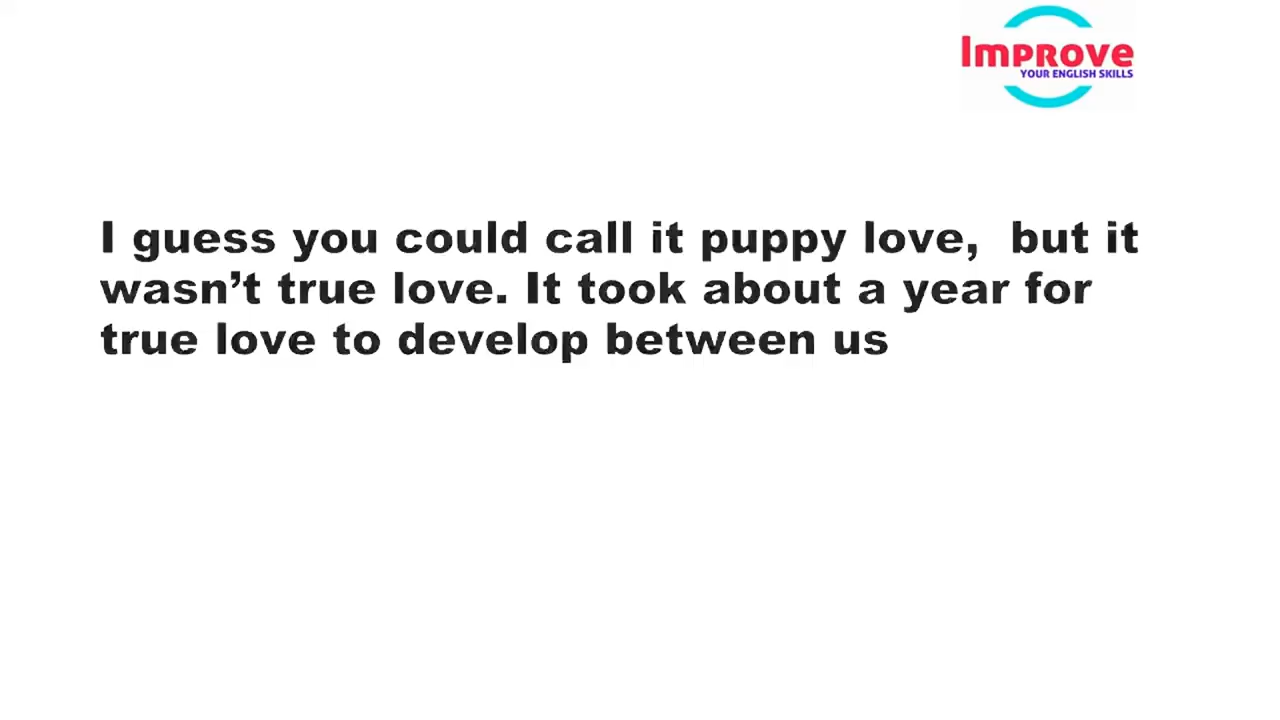 Improve
YOUR ENGLISH SKILLS
I guess you could call it puppy love,  but it
wasn’t true love. It took about a year for
true love to develop between us